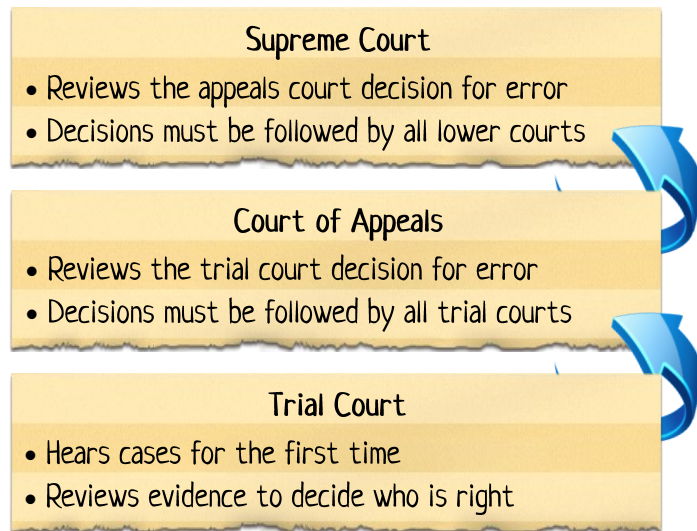 Supreme Court
• Reviews the appeals court decision for error
• Decisions must be followed by all lower courts
Court of Appeals
• Reviews the trial court decision for error
• Decisions must be followed by all trial courts
Trial Court
• Hears cases for the first time
• Reviews evidence to decide who is right